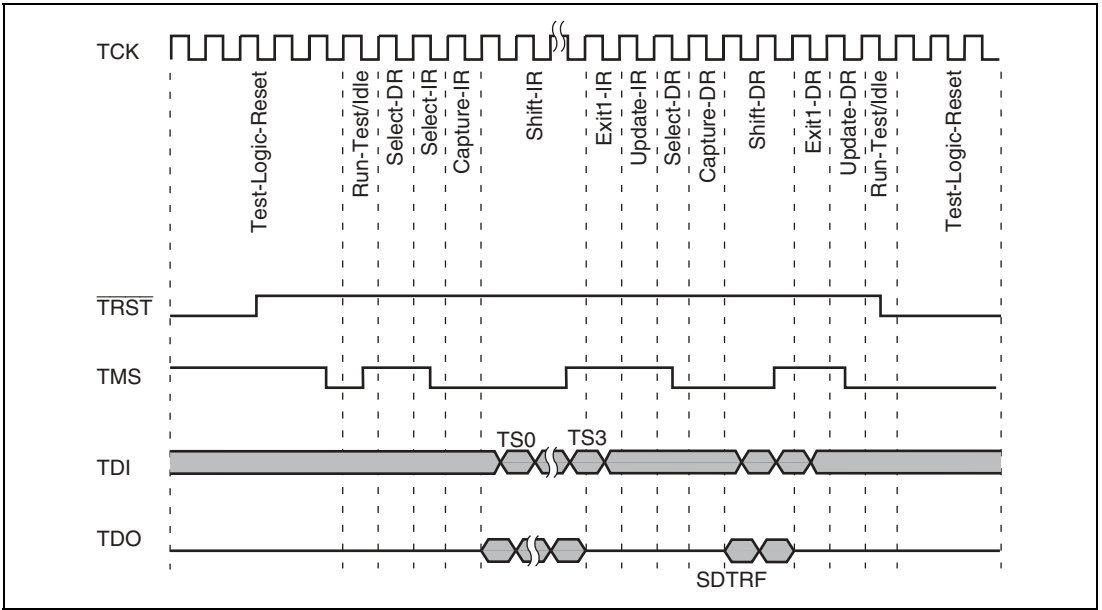 TCK
Test-Logic-Reset
Run-Test/Idle
Select-DR
Select-IR
Capture-IR
Shift-IR
Exit1-IR
Update-IR
Select-DR
Capture-DR
Shift-DR
Exit1-DR
Update-DR
Run-Test/Idle
Test-Logic-Reset
TRST
TMS
TS0 TS3
TDI
TDO
SDTRF